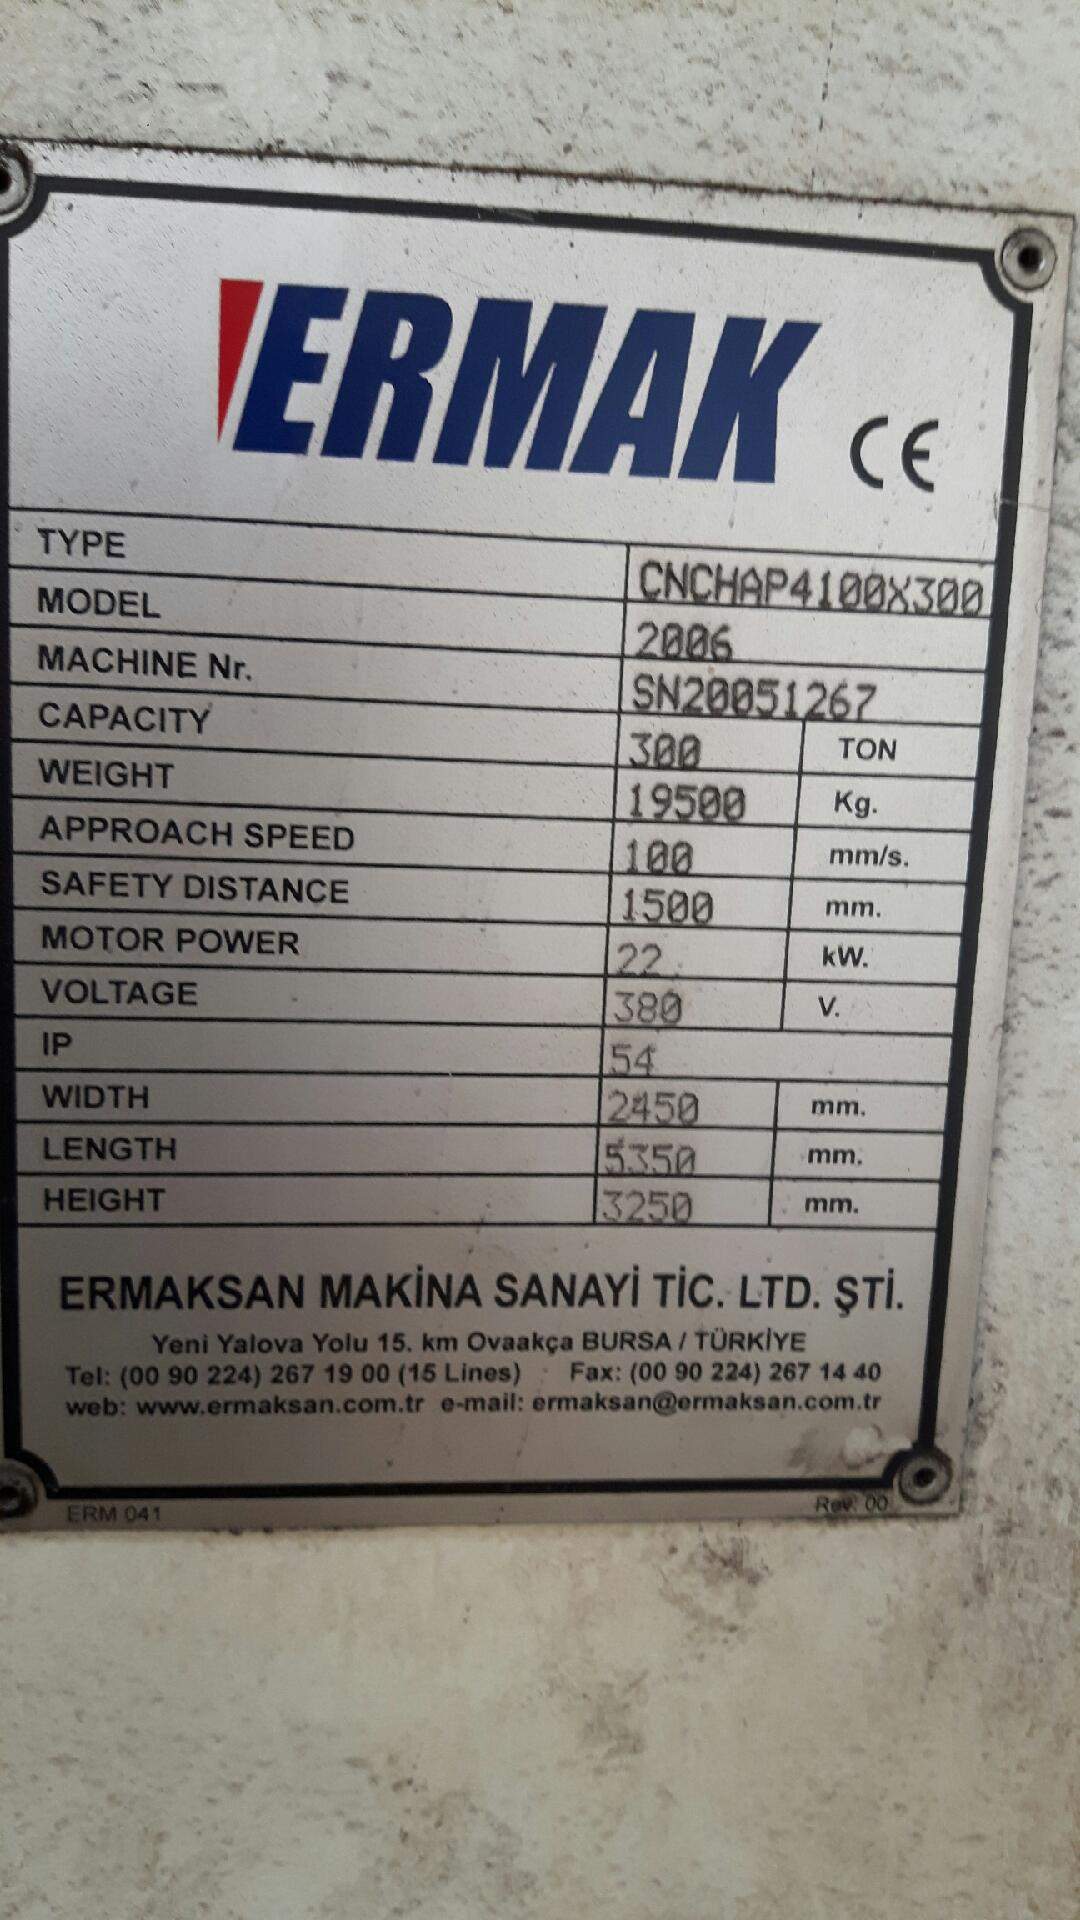 ERMAK CE
TYPE CNCHAP4100X300
MODEL 2006
MACHINE Nr. SN20051267
CAPACITY 300 TON
WEIGHT 19500 Kg.
APPROACH SPEED 100 mm/s.
SAFETY DISTANCE 1500 mm.
MOTOR POWER 22 kW.
VOLTAGE 380 V.
IP 54
WIDTH 2450 mm.
LENGTH 5350 mm.
HEIGHT 3250 mm.
ERMAKSAN MAKİNA SANAYİ TİC. LTD. ŞTİ.
Yeni Yalova Yolu 15. km Ovaakça BURSA / TÜRKİYE
Tel: (00 90 224) 267 19 00 (15 Lines) Fax: (00 90 224) 267 14 40
web: www.ermaksan.com.tr e-mail: ermaksan@ermaksan.com.tr
ERM 041 Rev. 00